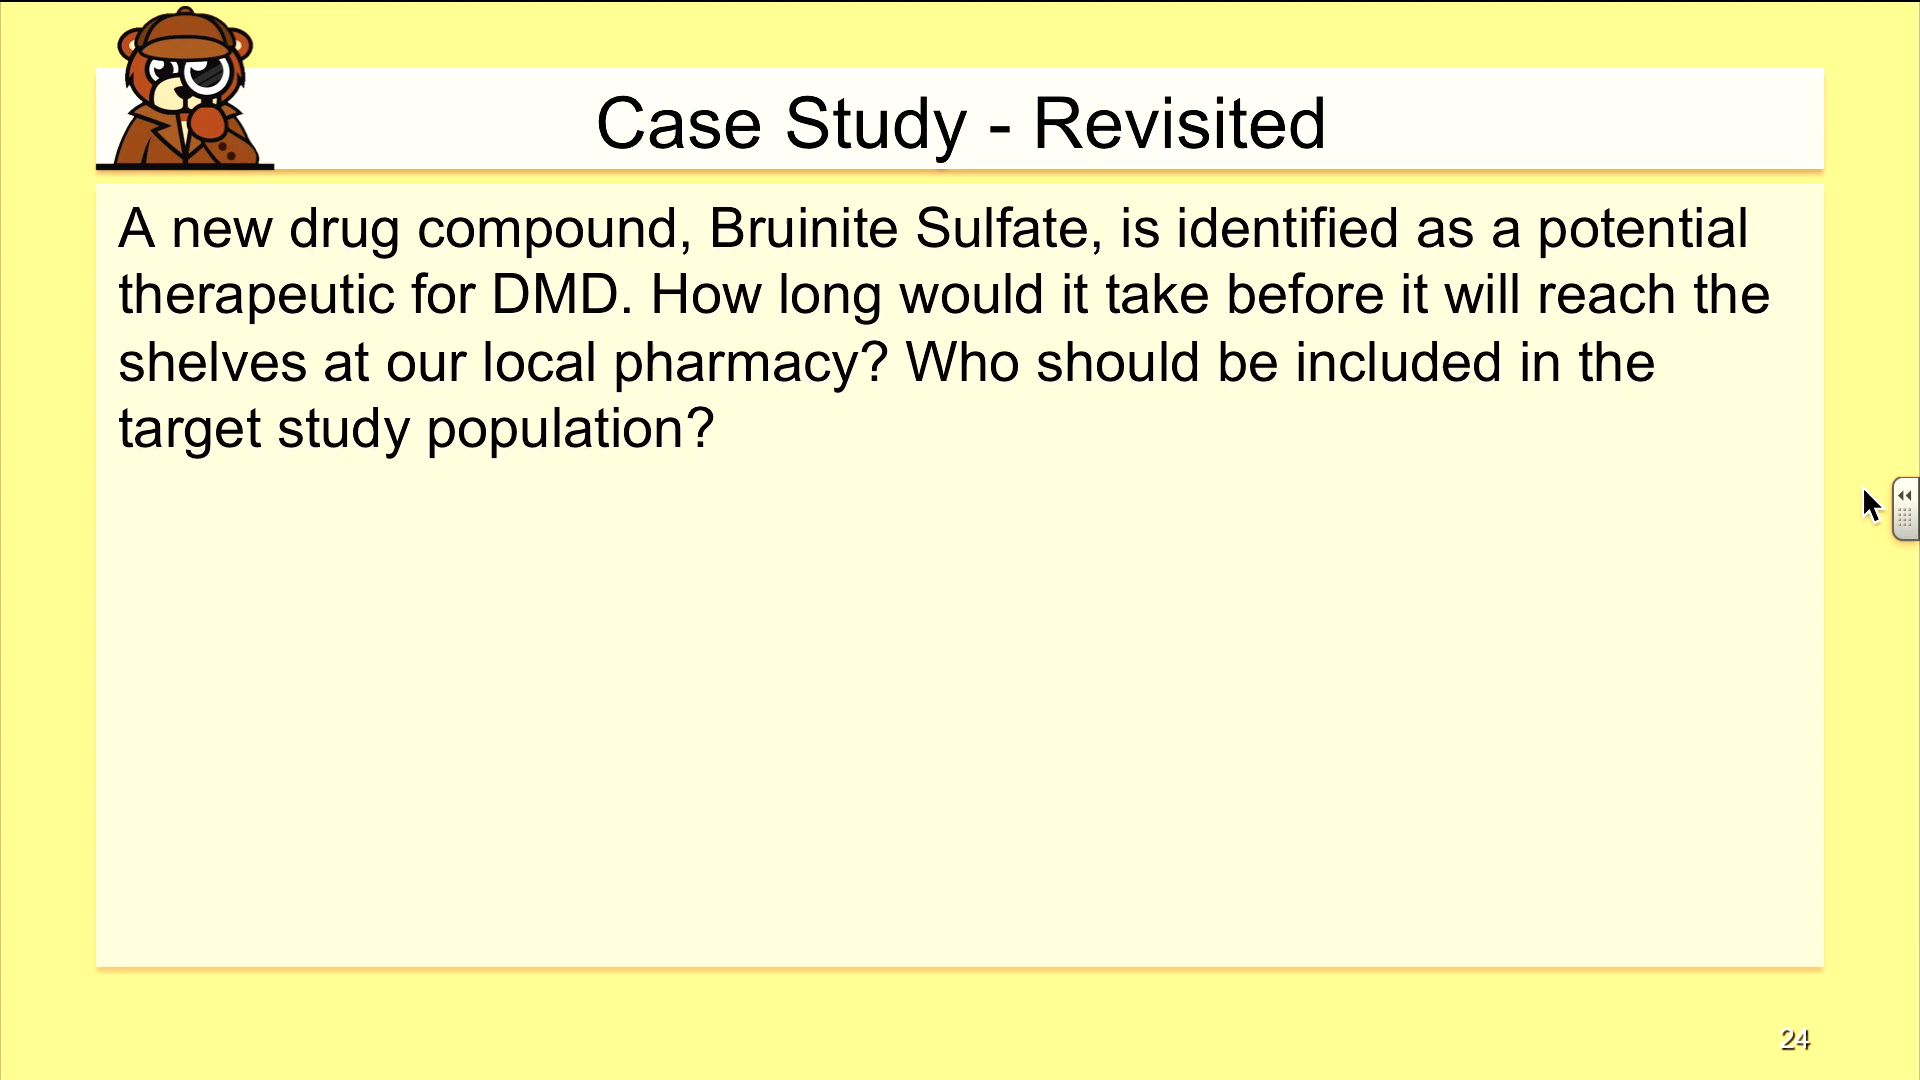 Case Study - Revisited
A new drug compound, Bruinite Sulfate, is identified as a potential
therapeutic for DMD. How long would it take before it will reach the
shelves at our local pharmacy? Who should be included in the
target study population?
24